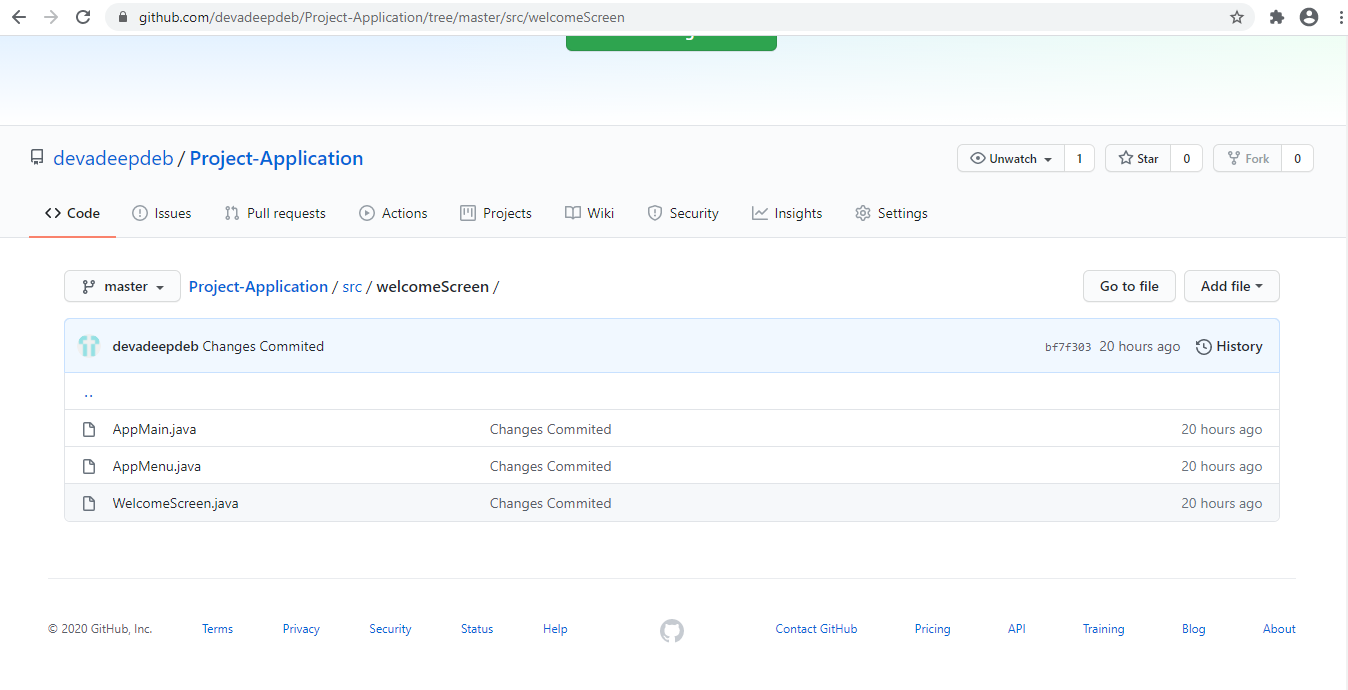 github.com/devadeepdeb/Project-Application/tree/master/src/welcomeScreen
devadeepdeb / Project-Application
Unwatch 1 Star 0 Fork 0
<> Code Issues Pull requests Actions Projects Wiki Security Insights Settings
master Project-Application / src / welcomeScreen / Go to file Add file
devadeepdeb Changes Commited bf7f303 20 hours ago History
..
AppMain.java Changes Commited 20 hours ago
AppMenu.java Changes Commited 20 hours ago
WelcomeScreen.java Changes Commited 20 hours ago
© 2020 GitHub, Inc. Terms Privacy Security Status Help Contact GitHub Pricing API Training Blog About